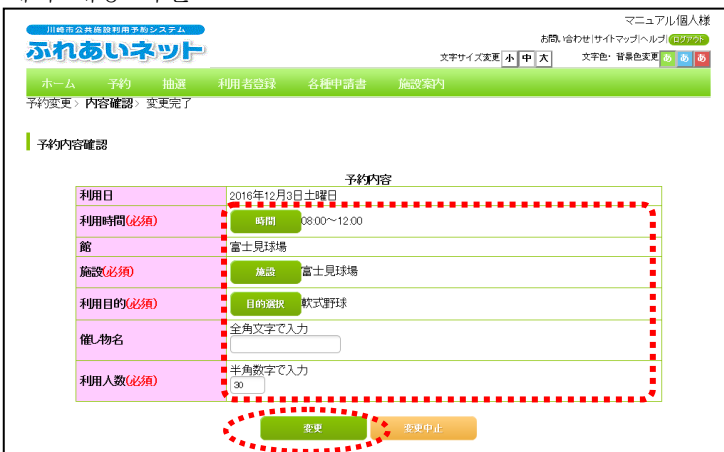 マニュアル個人様
川崎市公共施設利用予約システム
ふれあいネット
お問い合わせ|サイトマップ|ヘルプ|ログアウト
文字サイズ変更 小 中 大 文字色・背景色変更 あ あ あ
ホーム 予約 抽選 利用者登録 各種申請書 施設案内
予約変更> 内容確認> 変更完了
予約内容確認
予約内容
利用日 2016年12月3日土曜日
利用時間(必須) 時間 08:00～12:00
館 富士見球場
施設(必須) 施設 富士見球場
利用目的(必須) 目的選択 軟式野球
催し物名 全角文字で入力
利用人数(必須) 半角数字で入力
30
変更 変更中止